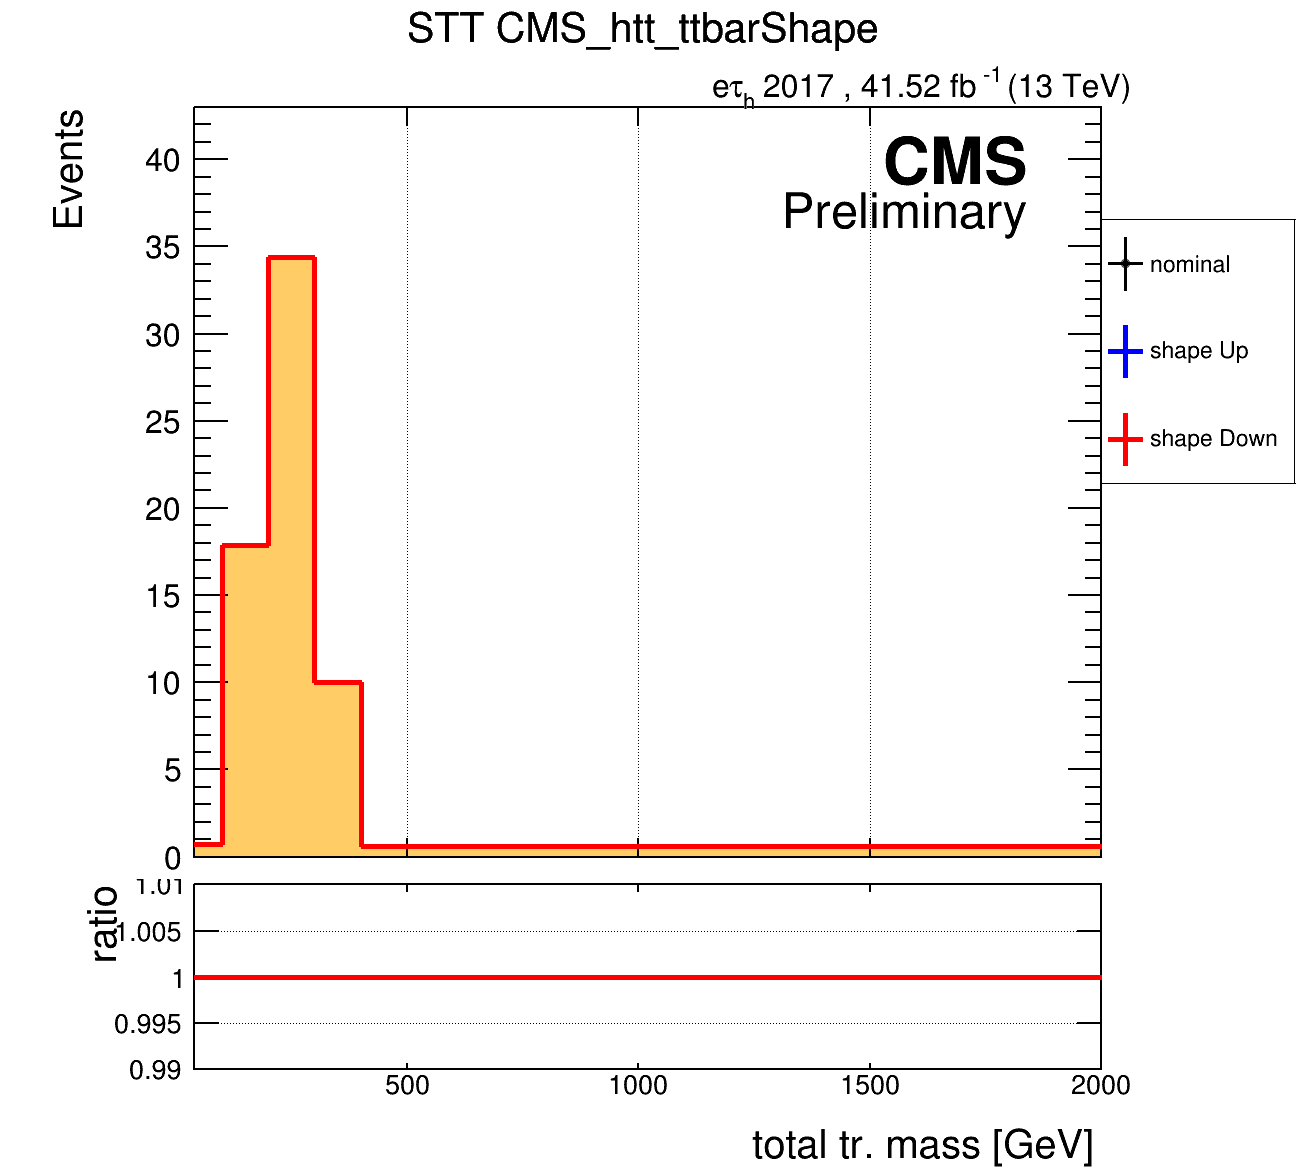 STT CMS_htt_ttbarShape
eτh 2017 , 41.52 fb -1 (13 TeV)
Events
CMS
Preliminary
40
35
30
25
20
15
10
5
0
nominal
shape Up
shape Down
ratio
1.01
1.005
1
0.995
0.99
500 1000 1500 2000
total tr. mass [GeV]